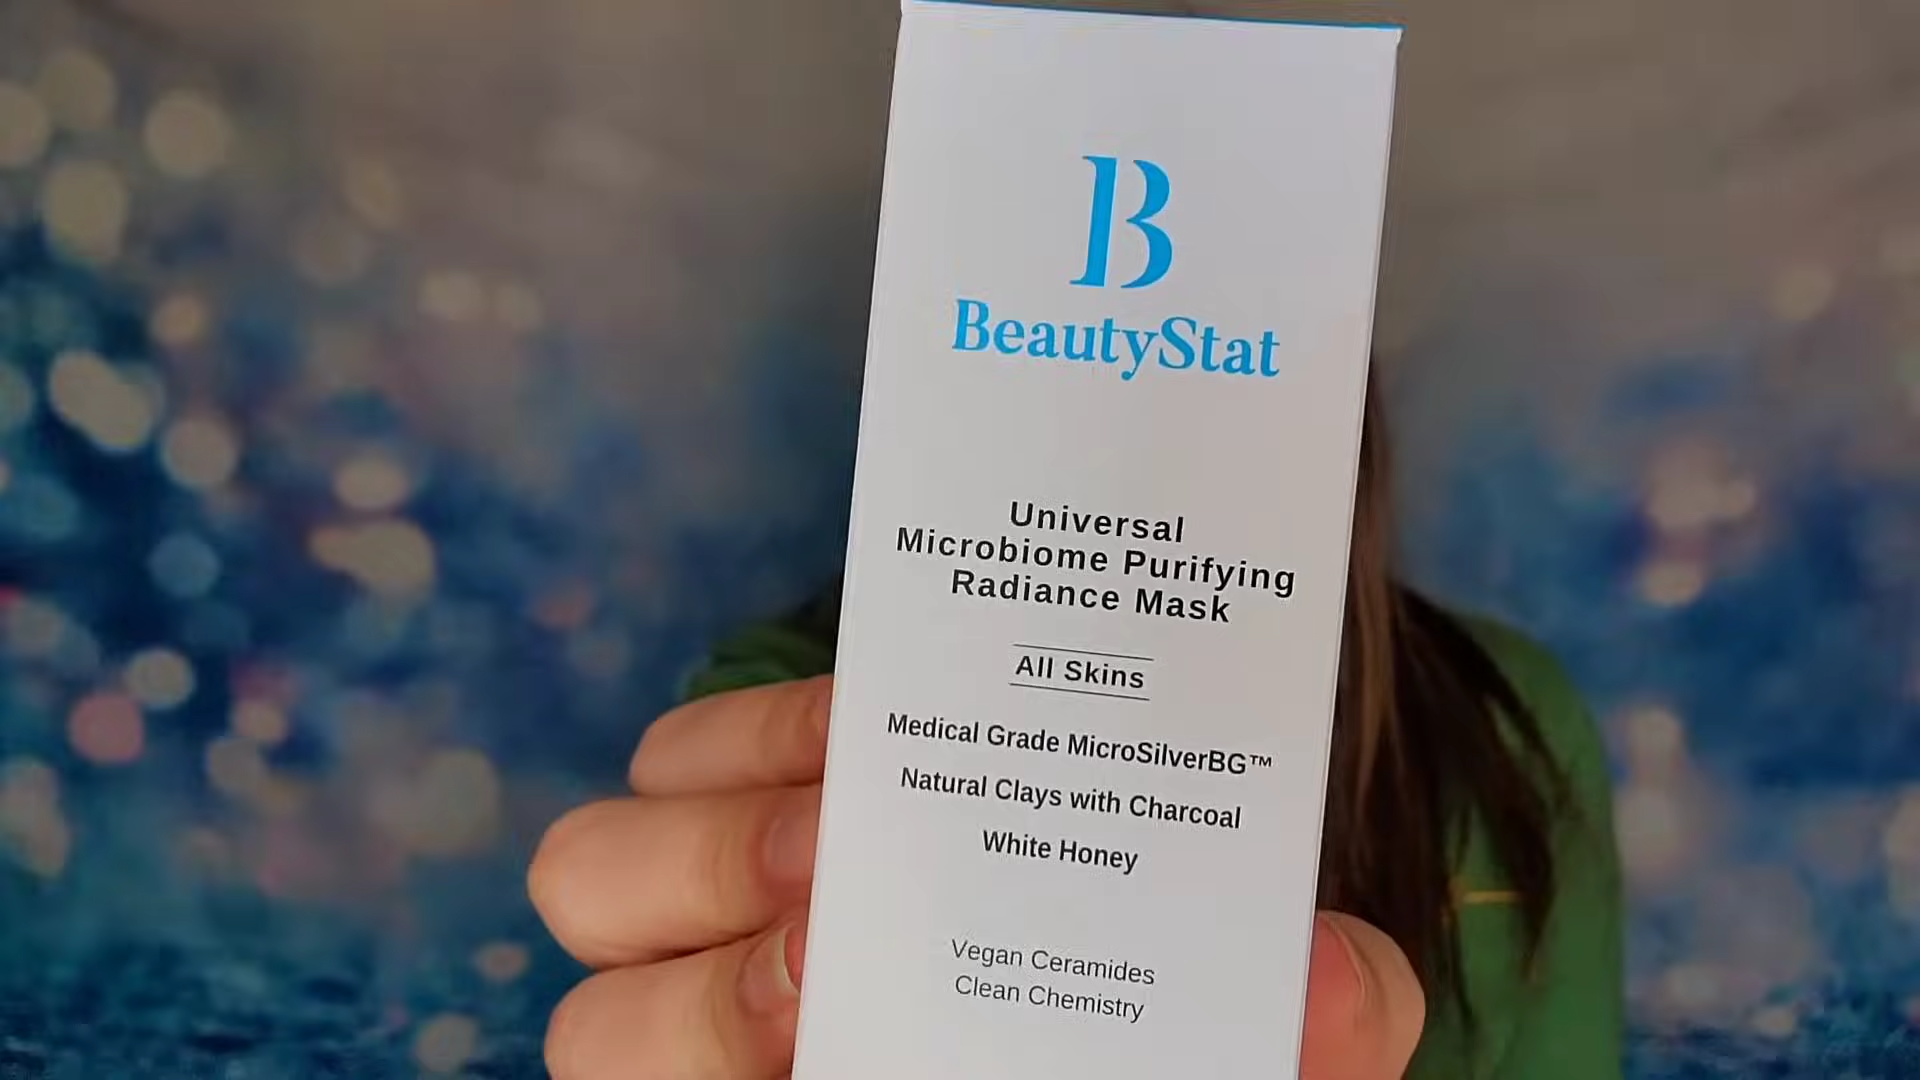 B
BeautyStat
Universal
Microbiome Purifying
Radiance Mask
All Skins
Medical Grade MicroSilverBG™
Natural Clays with Charcoal
White Honey
Vegan Ceramides
Clean Chemistry